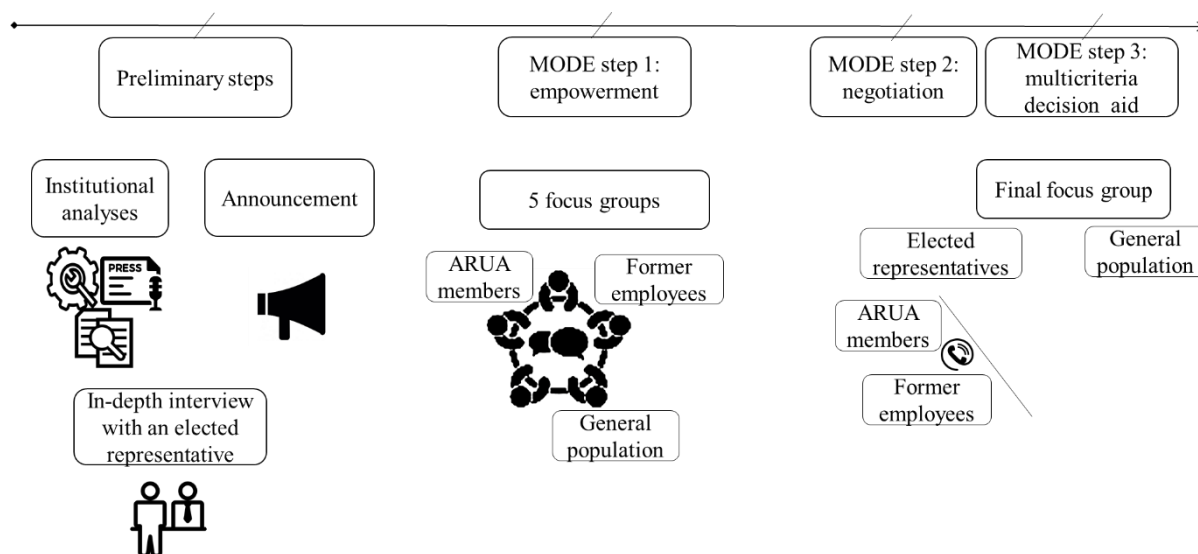 Preliminary steps
MODE step 1:
empowerment
MODE step 2:
negotiation
MODE step 3:
multicriteria
decision aid
Institutional
analyses
Announcement
PRESS
In-depth interview
with an elected
representative
5 focus groups
ARUA
members
Former
employees
General
population
Final focus group
Elected
representatives
General
population
ARUA
members
Former
employees